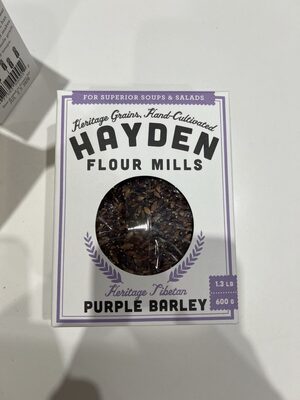 FOR SUPERIOR SOUPS & SALADS
Heritage Grains, Hand-Cultivated
HAYDEN
FLOUR MILLS
Heritage Tibetan
PURPLE BARLEY
1.3 LB
600 G